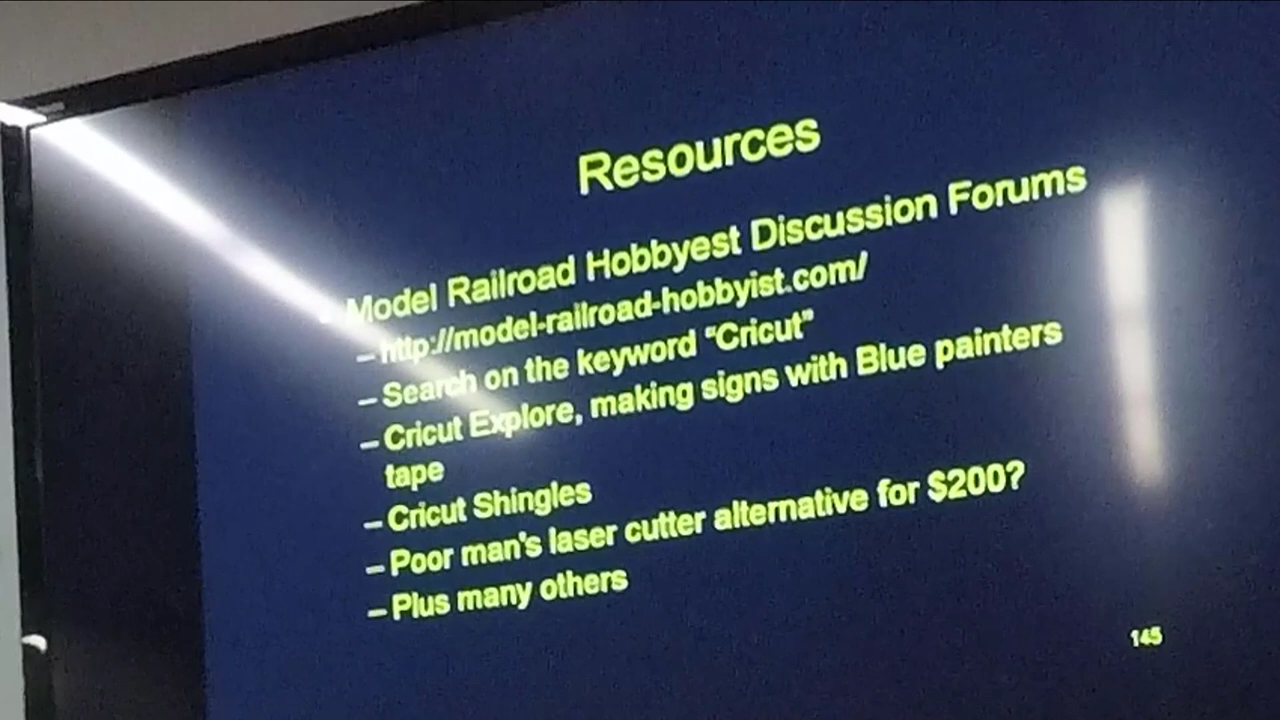 Resources
• Model Railroad Hobbyest Discussion Forums
– http://model-railroad-hobbyist.com/
– Search on the keyword “Cricut”
– Cricut Explore, making signs with Blue painters
tape
– Cricut Shingles
– Poor man's laser cutter alternative for $200?
– Plus many others
145